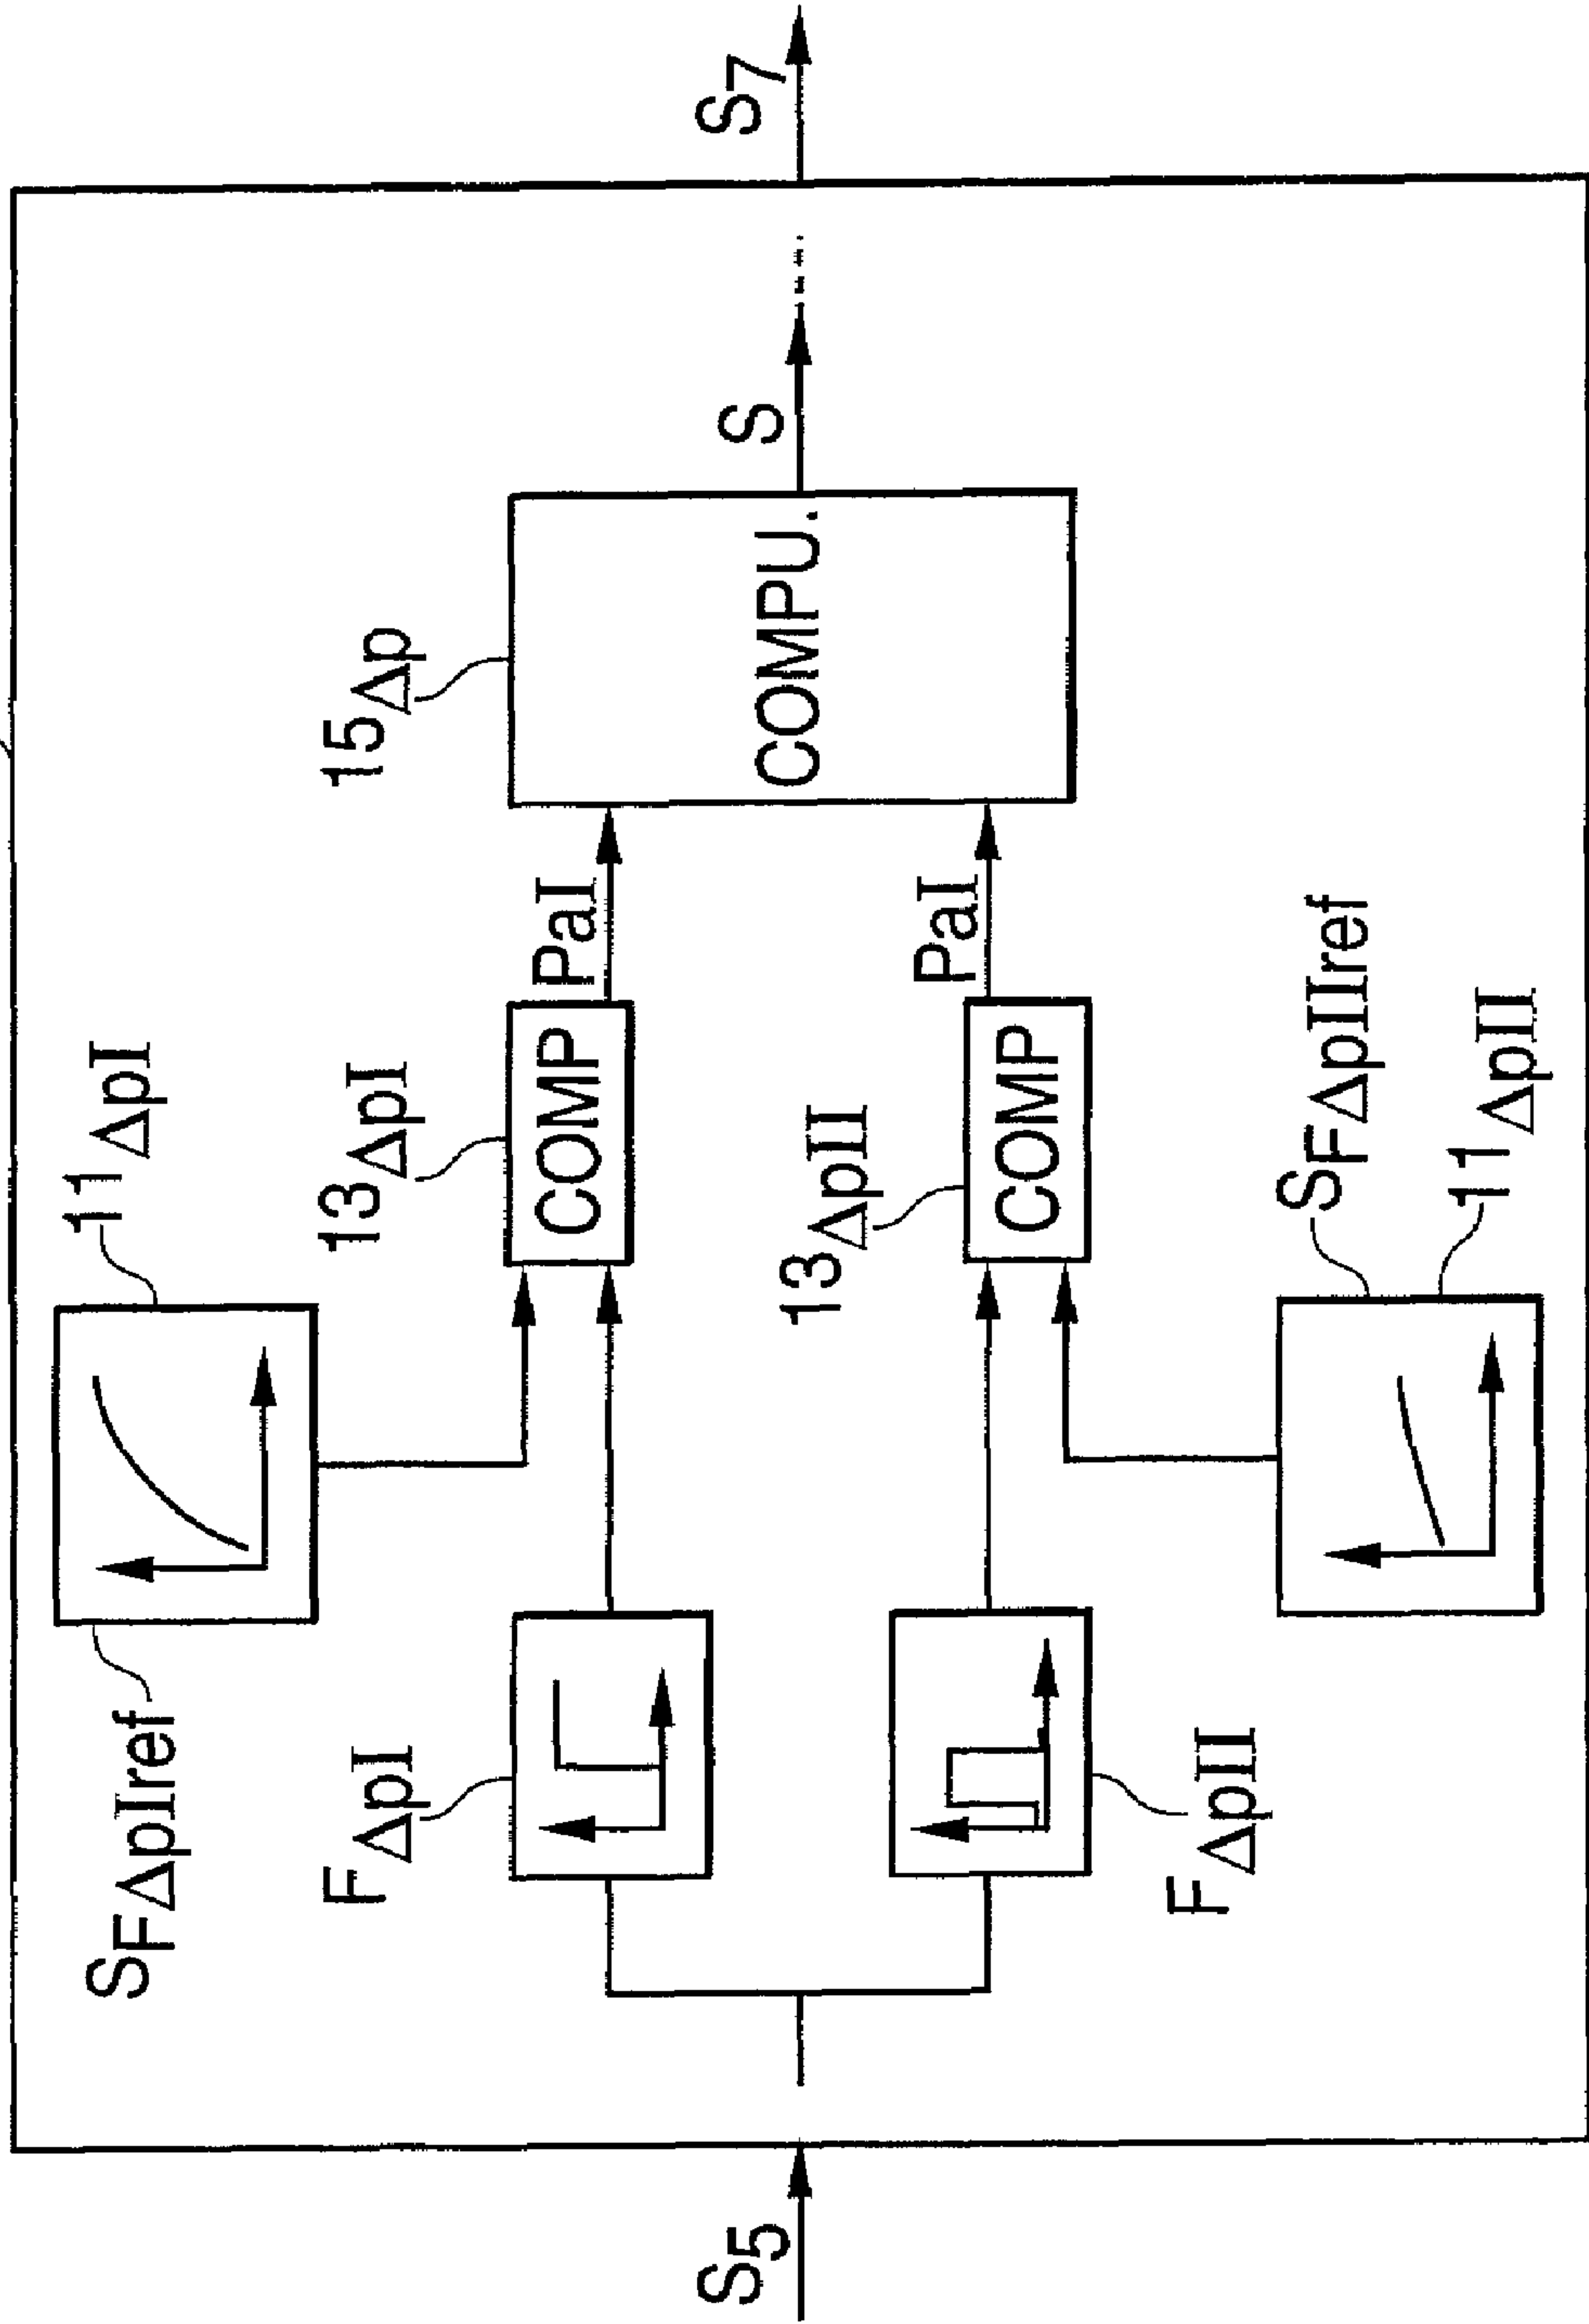 S5
SFΔpIref
11ΔpI
FΔpI
13ΔpI
COMP
PaI
15Δp
COMPU.
S
S7
FΔpII
13ΔpII
COMP
PaI
SFΔpIIref
11ΔpII